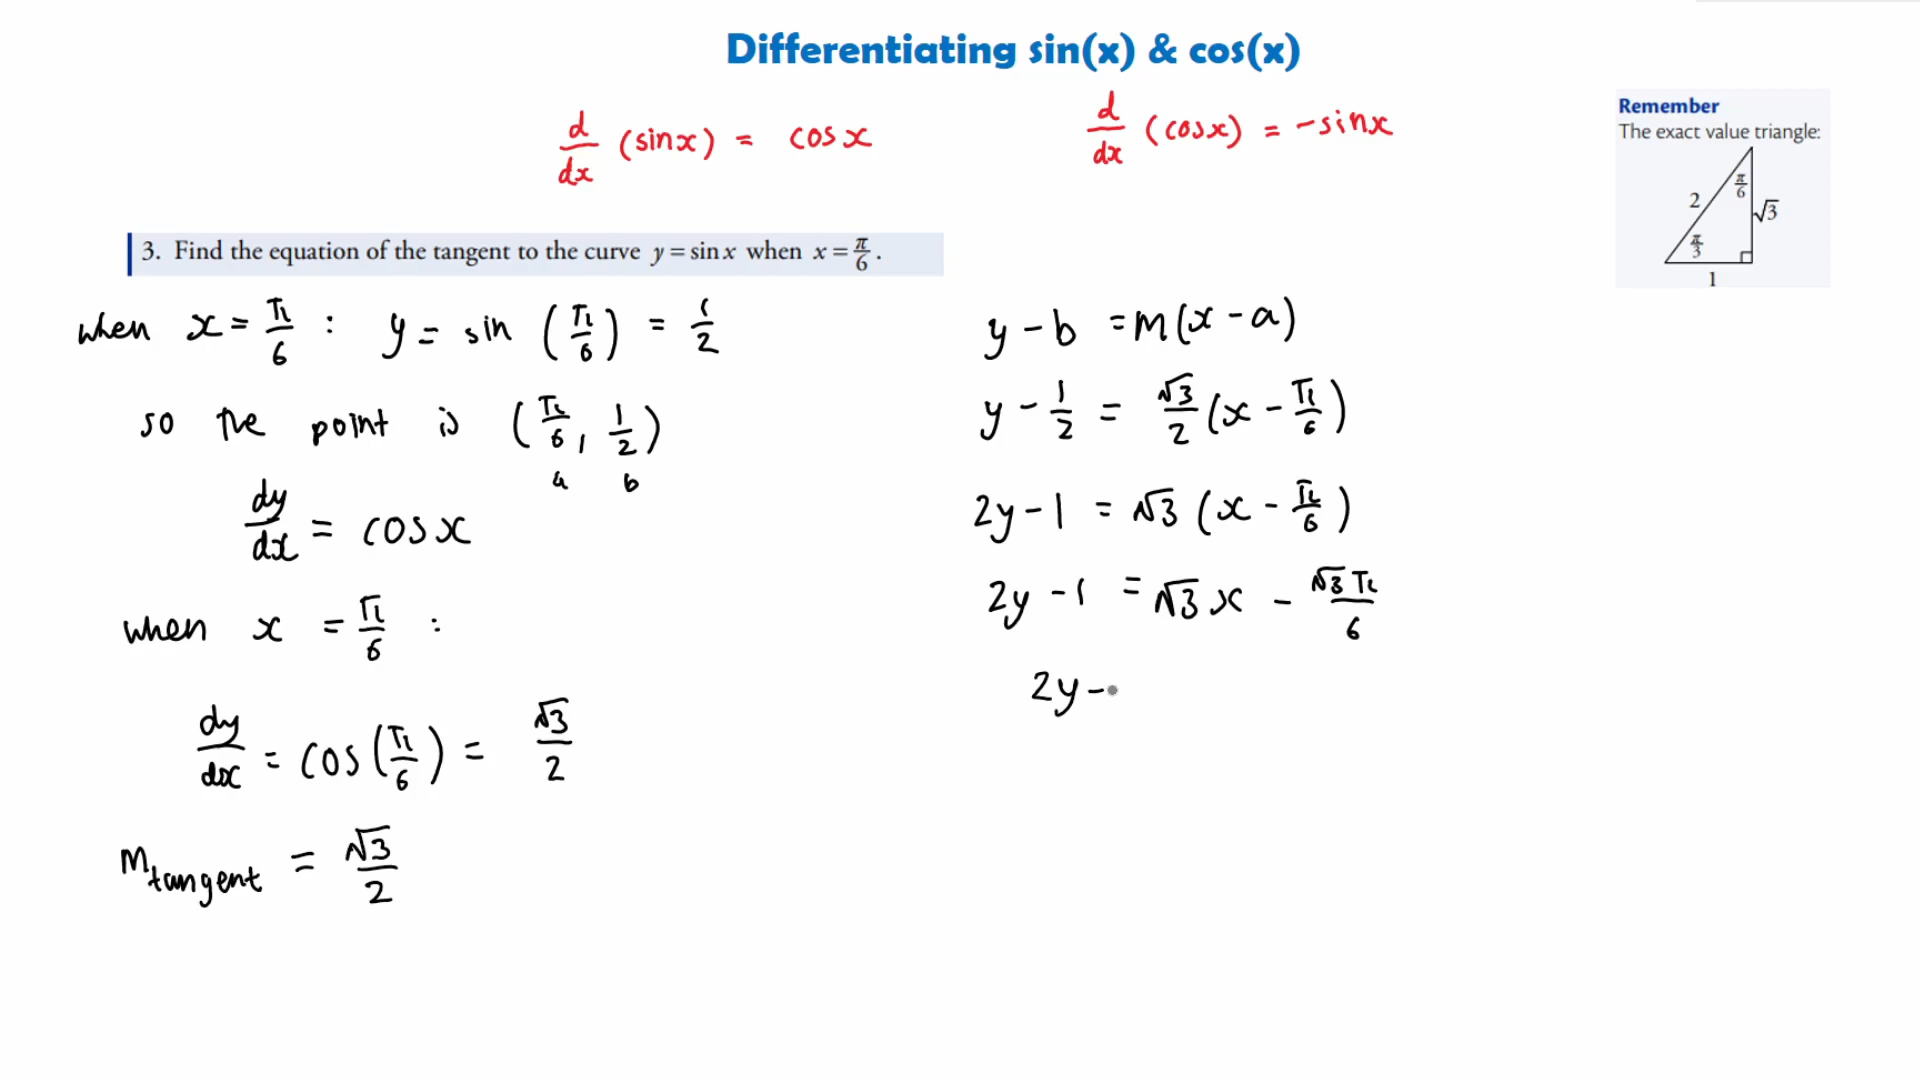 Differentiating sin(x) & cos(x)
d/dx (sinx) = cosx
d/dx (cosx) = -sinx
Remember
The exact value triangle:
2
π/6
√3
π/3
1
3. Find the equation of the tangent to the curve y = sin x when x = π/6.
when x = π/6 : y = sin (π/6) = 1/2
so the point is (π/6, 1/2)
a b
dy/dx = cosx
when x = π/6 :
dy/dx = cos(π/6) = √3/2
mtangent = √3/2
y - b = m(x - a)
y - 1/2 = √3/2 (x - π/6)
2y - 1 = √3 (x - π/6)
2y - 1 = √3x - √3π/6
2y -